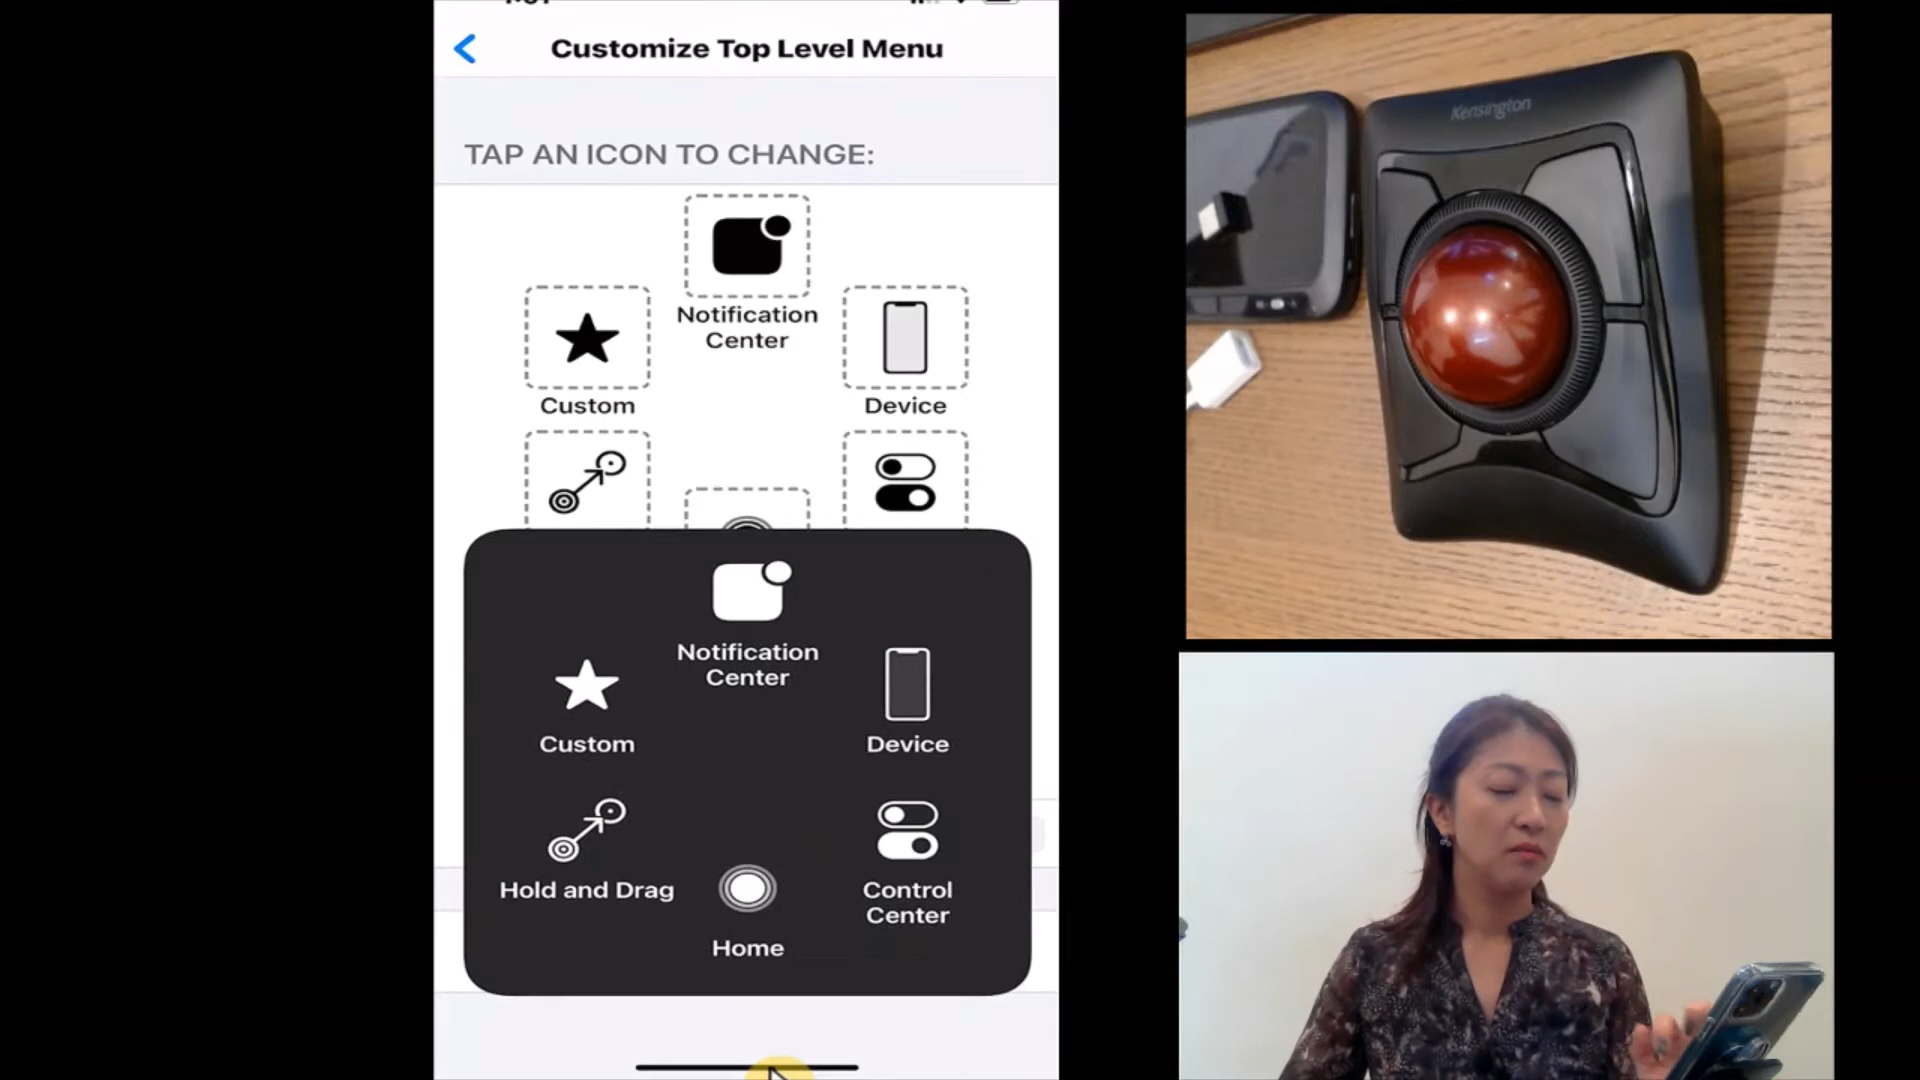 Customize Top Level Menu
TAP AN ICON TO CHANGE:
Notification
Center
Custom
Device
Notification
Center
Custom
Device
Hold and Drag
Control
Center
Home
Kensington